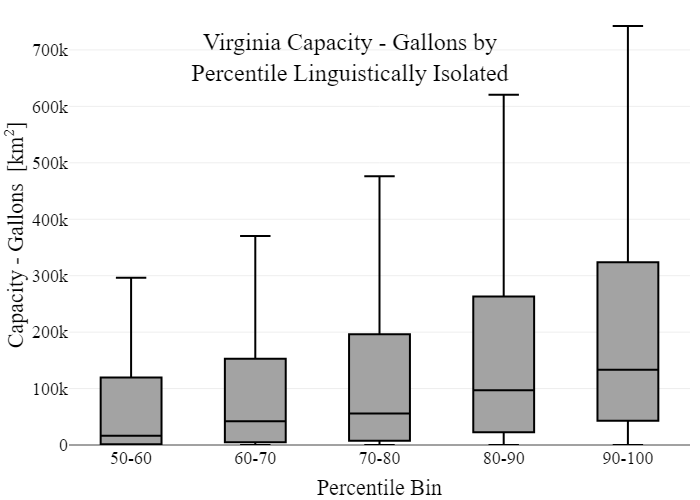 Virginia Capacity - Gallons by
Percentile Linguistically Isolated
Capacity - Gallons [km²]
700k
600k
500k
400k
300k
200k
100k
0
50-60 60-70 70-80 80-90 90-100
Percentile Bin